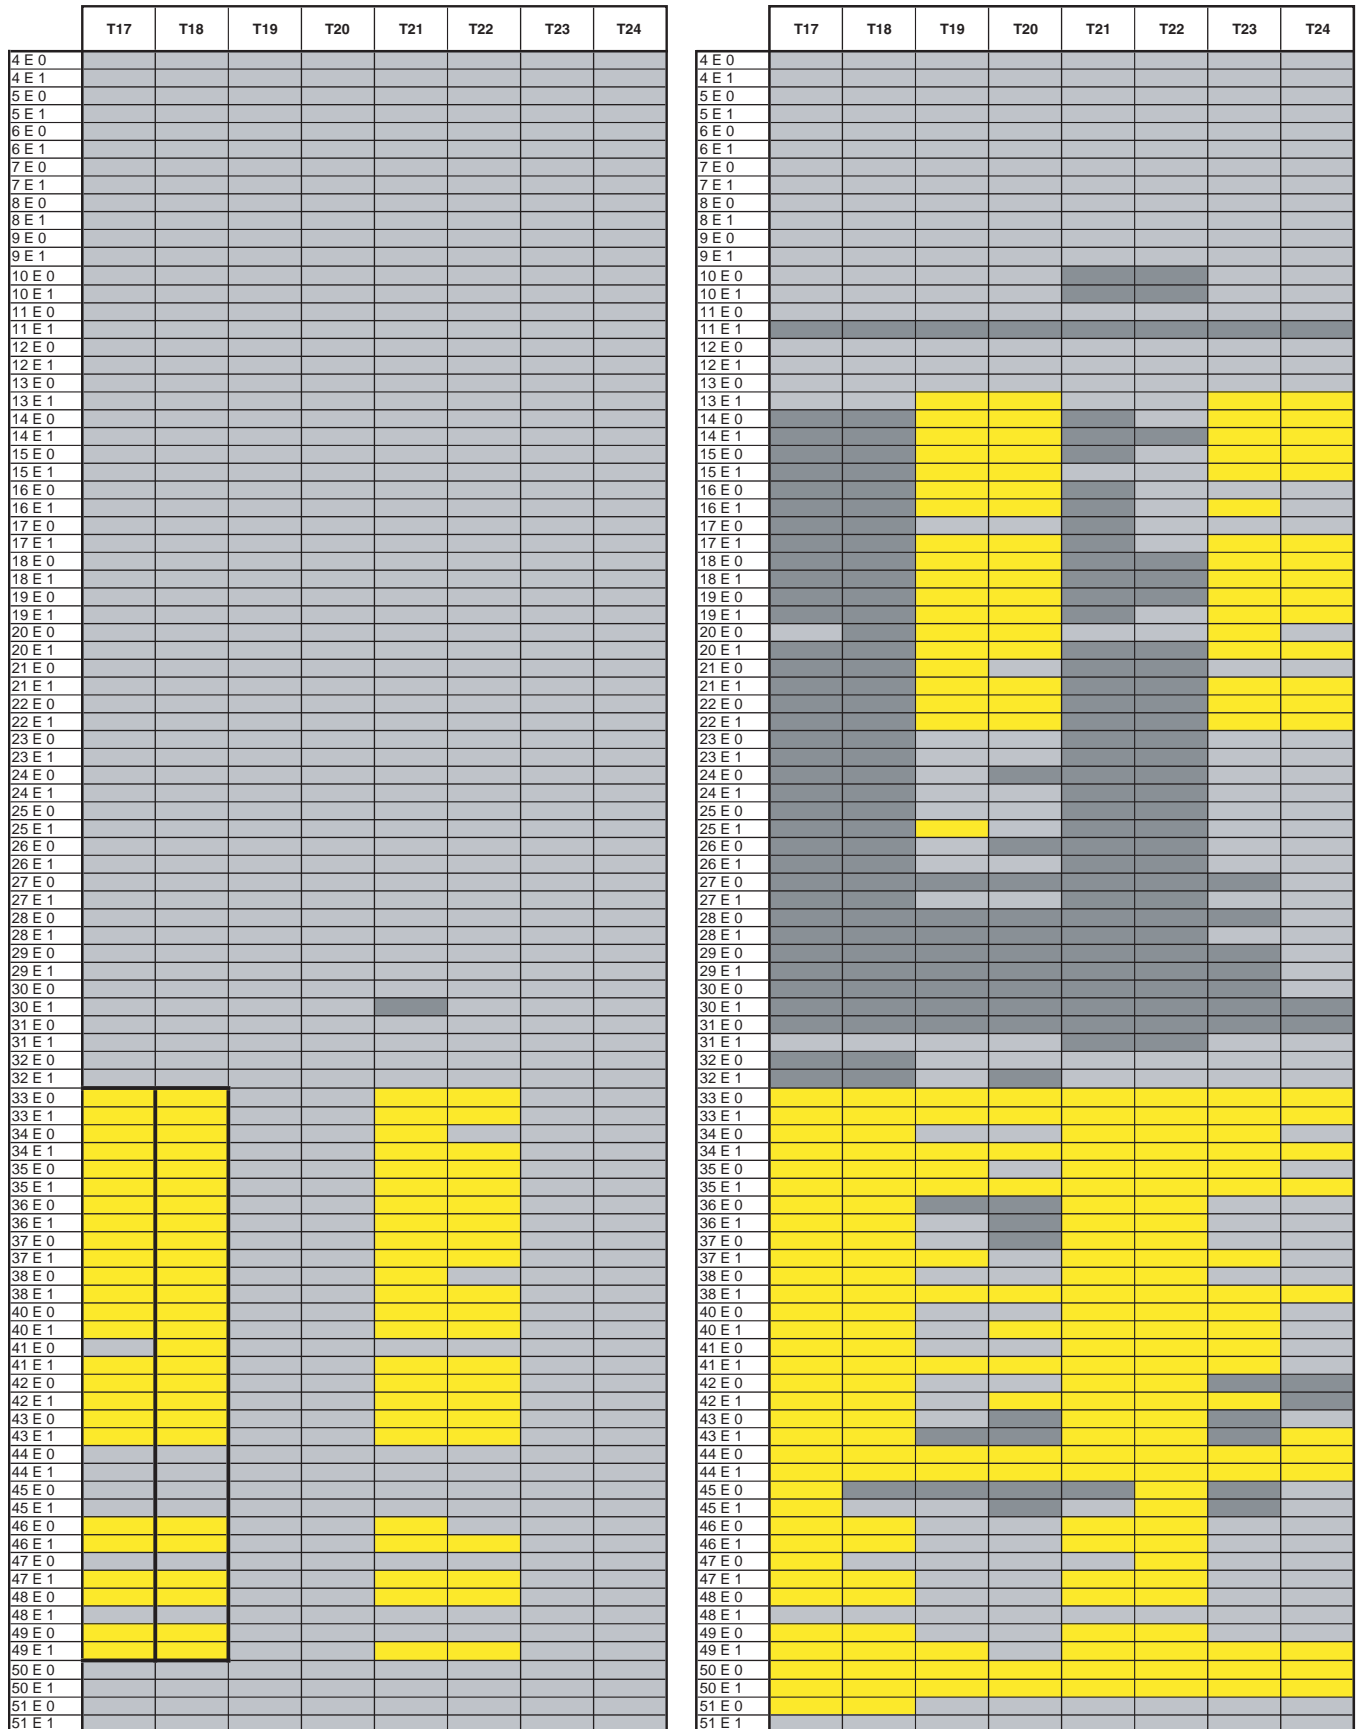 T17 T18 T19 T20 T21 T22 T23 T24
4 E 0
4 E 1
5 E 0
5 E 1
6 E 0
6 E 1
7 E 0
7 E 1
8 E 0
8 E 1
9 E 0
9 E 1
10 E 0
10 E 1
11 E 0
11 E 1
12 E 0
12 E 1
13 E 0
13 E 1
14 E 0
14 E 1
15 E 0
15 E 1
16 E 0
16 E 1
17 E 0
17 E 1
18 E 0
18 E 1
19 E 0
19 E 1
20 E 0
20 E 1
21 E 0
21 E 1
22 E 0
22 E 1
23 E 0
23 E 1
24 E 0
24 E 1
25 E 0
25 E 1
26 E 0
26 E 1
27 E 0
27 E 1
28 E 0
28 E 1
29 E 0
29 E 1
30 E 0
30 E 1
31 E 0
31 E 1
32 E 0
32 E 1
33 E 0
33 E 1
34 E 0
34 E 1
35 E 0
35 E 1
36 E 0
36 E 1
37 E 0
37 E 1
38 E 0
38 E 1
40 E 0
40 E 1
41 E 0
41 E 1
42 E 0
42 E 1
43 E 0
43 E 1
44 E 0
44 E 1
45 E 0
45 E 1
46 E 0
46 E 1
47 E 0
47 E 1
48 E 0
48 E 1
49 E 0
49 E 1
50 E 0
50 E 1
51 E 0
51 E 1
T17 T18 T19 T20 T21 T22 T23 T24
4 E 0
4 E 1
5 E 0
5 E 1
6 E 0
6 E 1
7 E 0
7 E 1
8 E 0
8 E 1
9 E 0
9 E 1
10 E 0
10 E 1
11 E 0
11 E 1
12 E 0
12 E 1
13 E 0
13 E 1
14 E 0
14 E 1
15 E 0
15 E 1
16 E 0
16 E 1
17 E 0
17 E 1
18 E 0
18 E 1
19 E 0
19 E 1
20 E 0
20 E 1
21 E 0
21 E 1
22 E 0
22 E 1
23 E 0
23 E 1
24 E 0
24 E 1
25 E 0
25 E 1
26 E 0
26 E 1
27 E 0
27 E 1
28 E 0
28 E 1
29 E 0
29 E 1
30 E 0
30 E 1
31 E 0
31 E 1
32 E 0
32 E 1
33 E 0
33 E 1
34 E 0
34 E 1
35 E 0
35 E 1
36 E 0
36 E 1
37 E 0
37 E 1
38 E 0
38 E 1
40 E 0
40 E 1
41 E 0
41 E 1
42 E 0
42 E 1
43 E 0
43 E 1
44 E 0
44 E 1
45 E 0
45 E 1
46 E 0
46 E 1
47 E 0
47 E 1
48 E 0
48 E 1
49 E 0
49 E 1
50 E 0
50 E 1
51 E 0
51 E 1